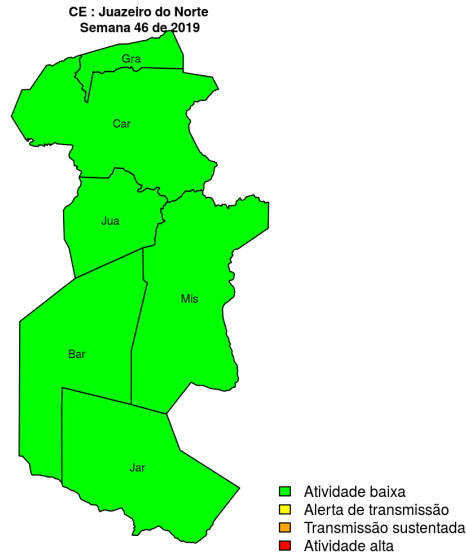 CE : Juazeiro do Norte
Semana 46 de 2019
Gra
Car
Jua
Mis
Bar
Jar
Atividade baixa
Alerta de transmissão
Transmissão sustentada
Atividade alta